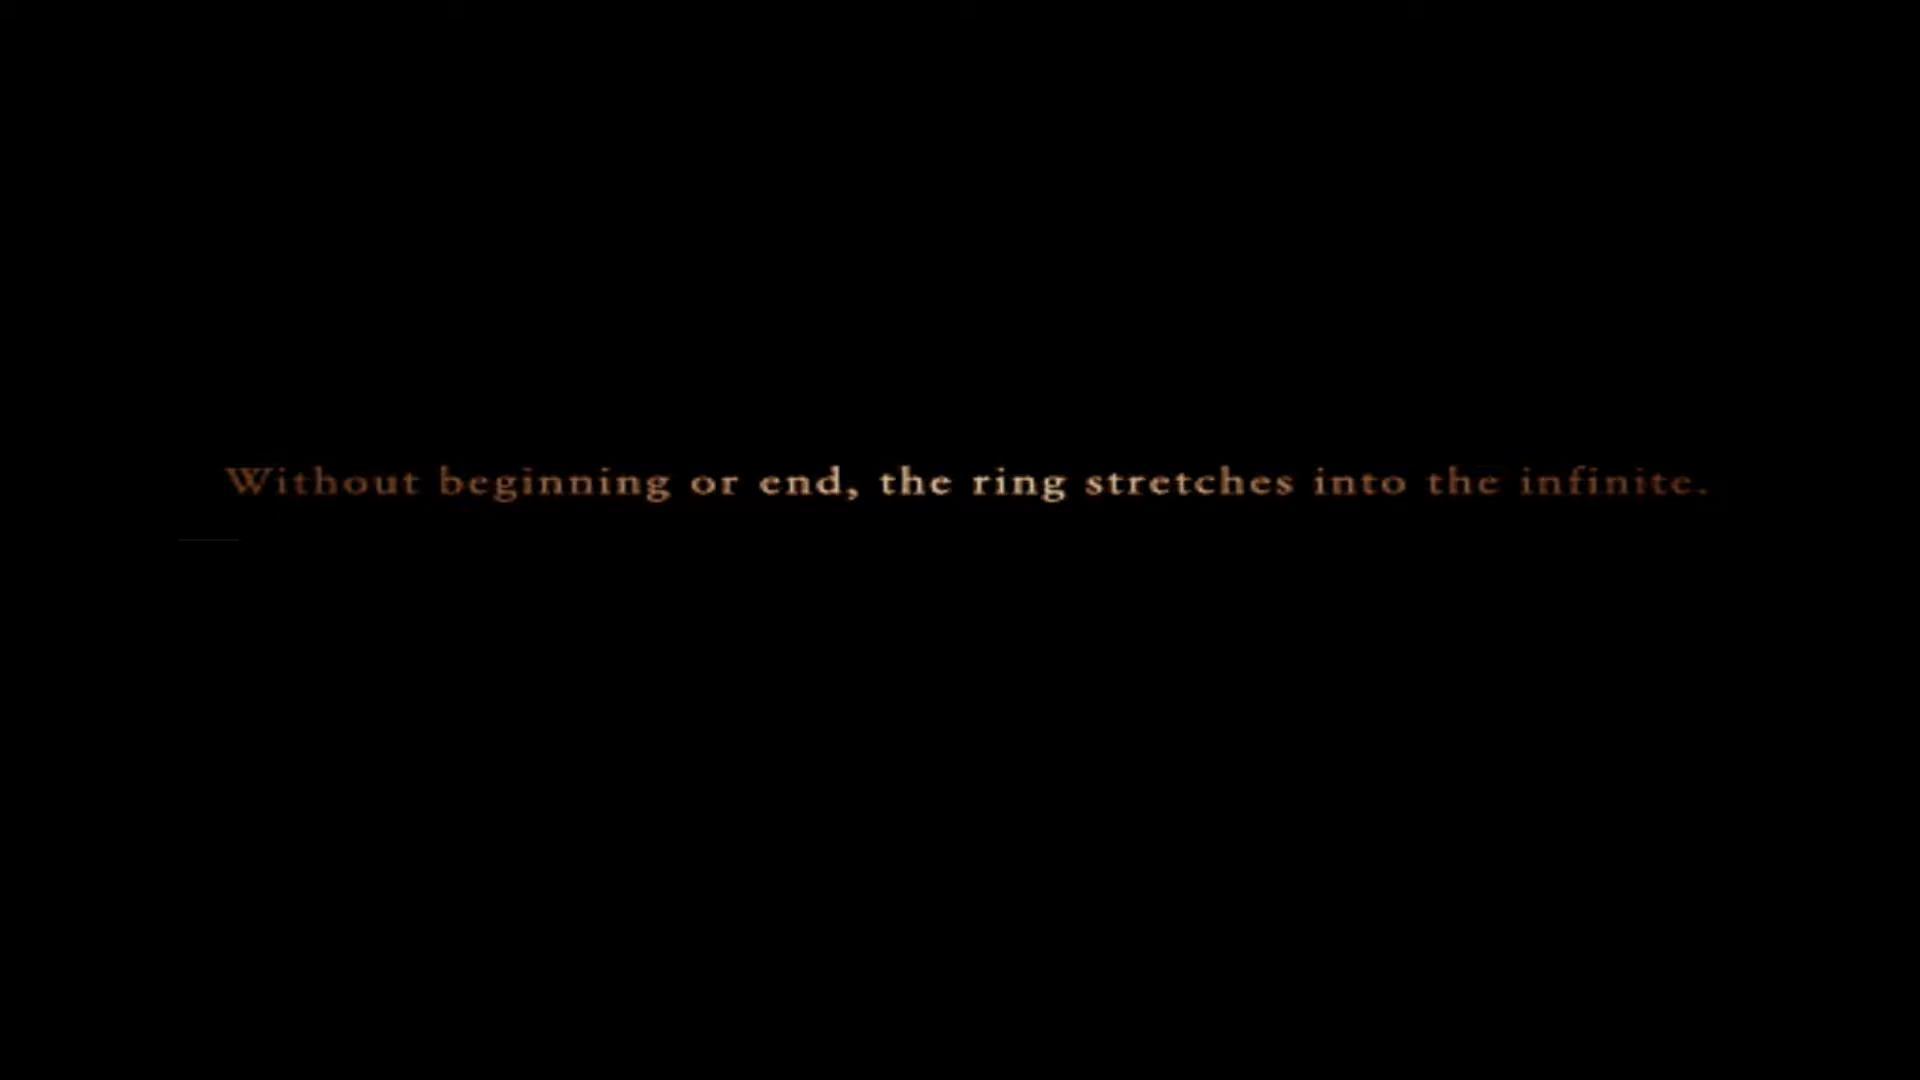 Without beginning or end, the ring stretches into the infinite.